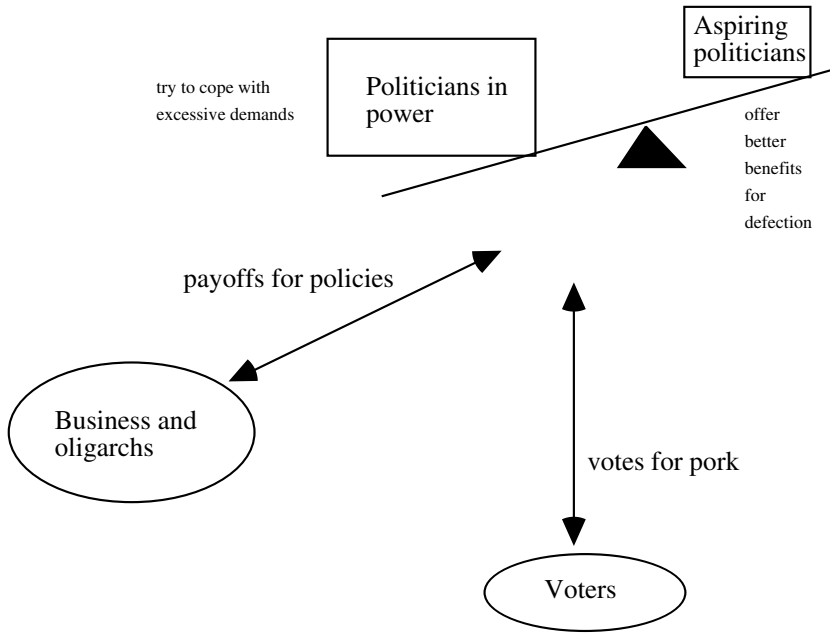 Aspiring
politicians
Politicians in
power
try to cope with
excessive demands
offer
better
benefits
for
defection
payoffs for policies
Business and
oligarchs
votes for pork
Voters